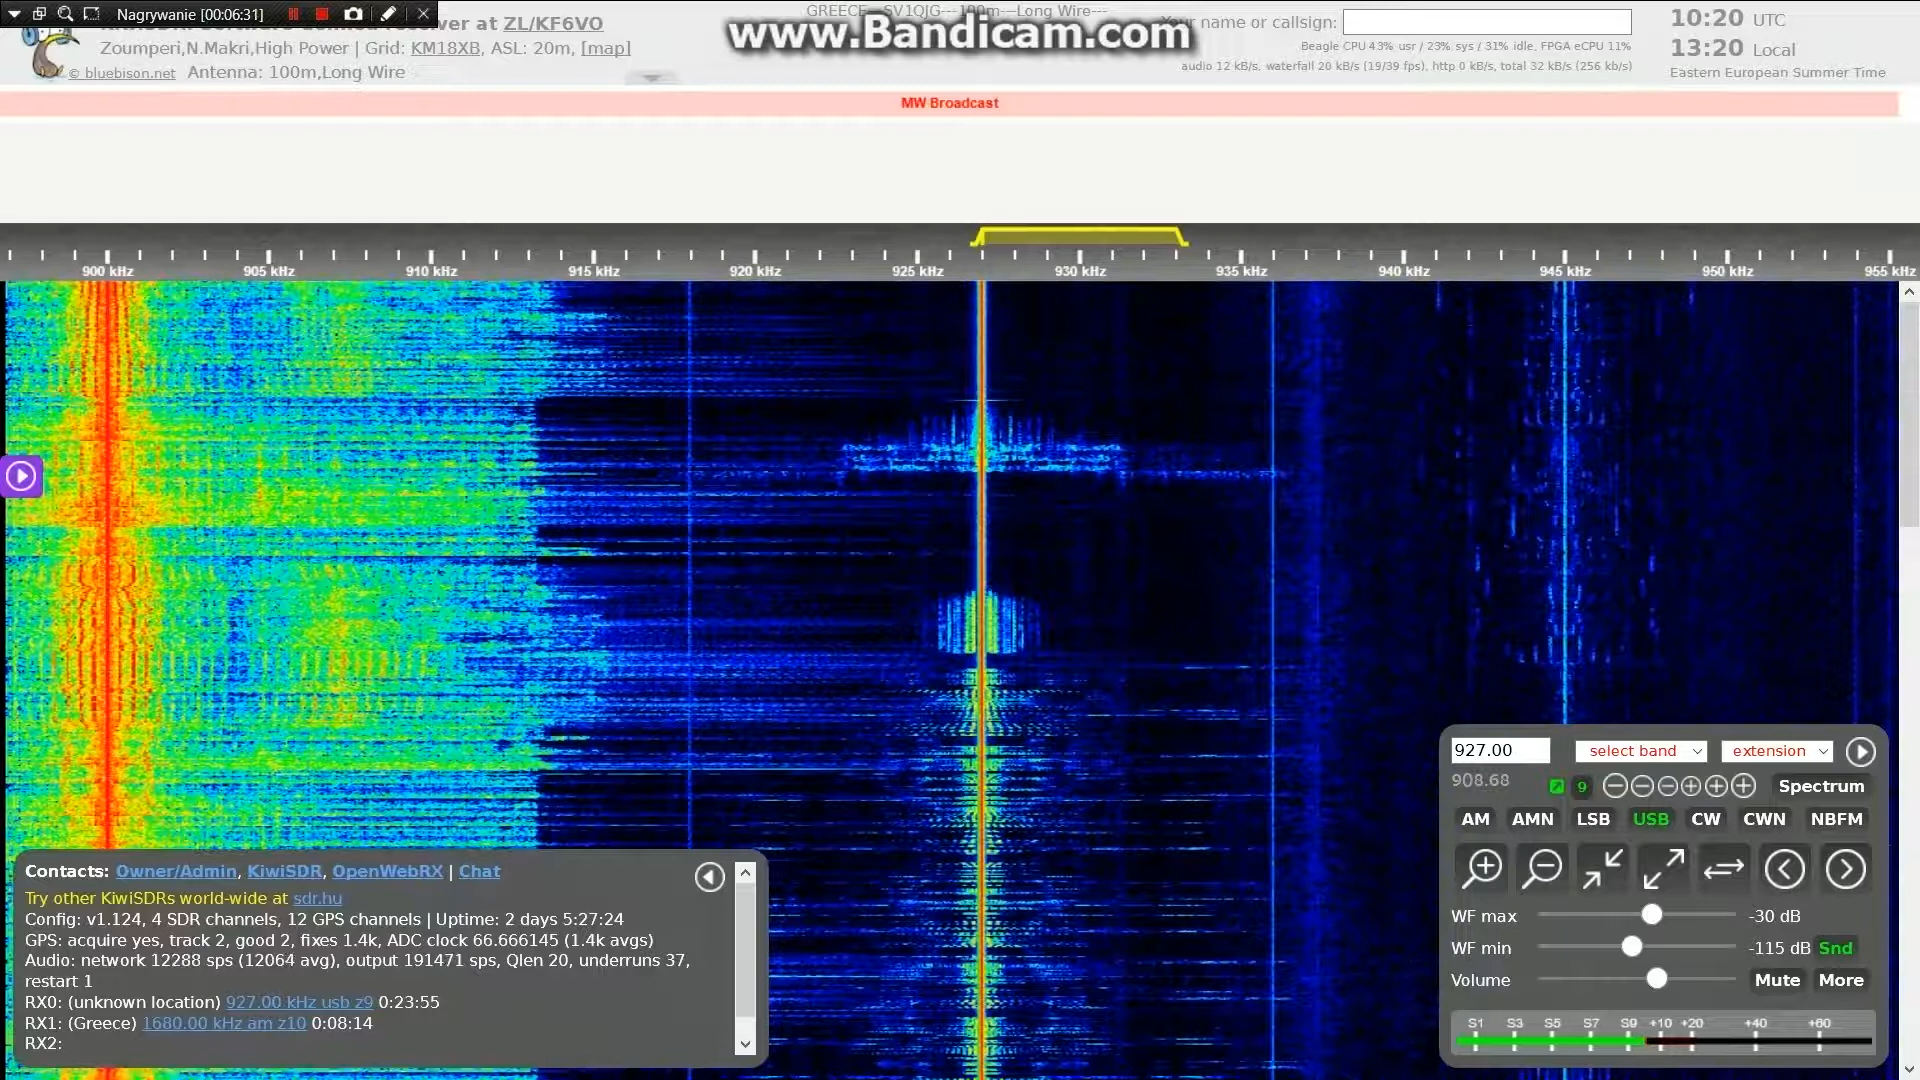 Nagrywanie [00:06:31]
ver at ZL/KF6VO
Zoumperi,N.Makri,High Power | Grid: KM18XB, ASL: 20m, [map]
© bluebison.net Antenna: 100m,Long Wire
GREECE---SV1QJG---100m---Long Wire---
www.Bandicam.com
Your name or callsign:
Beagle CPU 43% usr / 23% sys / 31% idle, FPGA eCPU 11%
audio 12 kB/s, waterfall 20 kB/s (19/39 fps), http 0 kB/s, total 32 kB/s (256 kb/s)
10:20 UTC
13:20 Local
Eastern European Summer Time
MW Broadcast
900 kHz 905 kHz 910 kHz 915 kHz 920 kHz 925 kHz 930 kHz 935 kHz 940 kHz 945 kHz 950 kHz 955 kHz
Contacts: Owner/Admin, KiwiSDR, OpenWebRX | Chat
Try other KiwiSDRs world-wide at sdr.hu
Config: v1.124, 4 SDR channels, 12 GPS channels | Uptime: 2 days 5:27:24
GPS: acquire yes, track 2, good 2, fixes 1.4k, ADC clock 66.666145 (1.4k avgs)
Audio: network 12288 sps (12064 avg), output 191471 sps, Qlen 20, underruns 37,
restart 1
RX0: (unknown location) 927.00 kHz usb z9 0:23:55
RX1: (Greece) 1680.00 kHz am z10 0:08:14
RX2:
927.00 select band extension
908.68 9 Spectrum
AM AMN LSB USB CW CWN NBFM
WF max -30 dB
WF min -115 dB Snd
Volume Mute More
S1 S3 S5 S7 S9 +10 +20 +40 +60